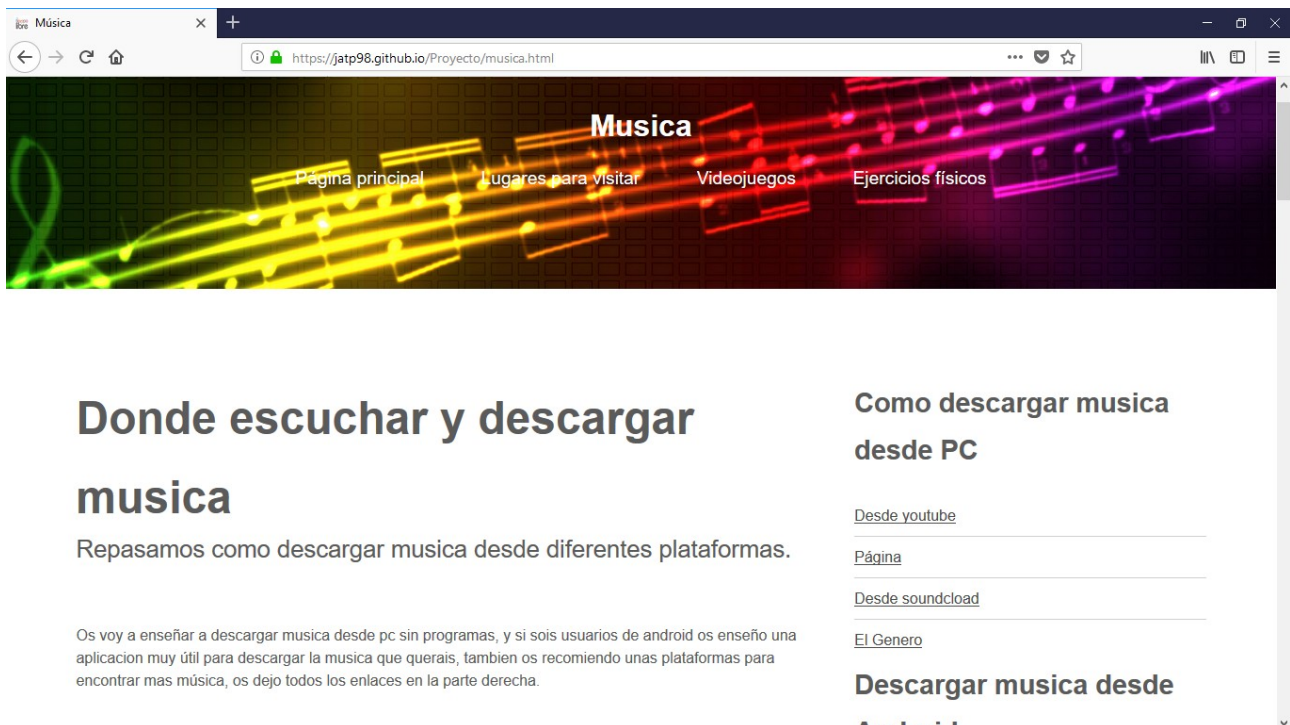 Música
https://jatp98.github.io/Proyecto/musica.html
Musica
Página principal Lugares para visitar Videojuegos Ejercicios físicos
Donde escuchar y descargar
musica
Repasamos como descargar musica desde diferentes plataformas.
Os voy a enseñar a descargar musica desde pc sin programas, y si sois usuarios de android os enseño una
aplicacion muy útil para descargar la musica que querais, tambien os recomiendo unas plataformas para
encontrar mas música, os dejo todos los enlaces en la parte derecha.
Como descargar musica
desde PC
Desde youtube
Página
Desde soundcload
El Genero
Descargar musica desde